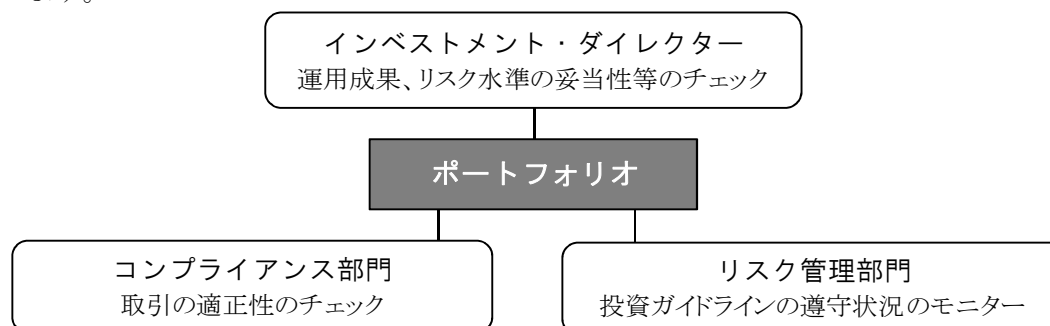 ます。
インベストメント・ダイレクター
運用成果、リスク水準の妥当性等のチェック
ポートフォリオ
コンプライアンス部門
取引の適正性のチェック
リスク管理部門
投資ガイドラインの遵守状況のモニター